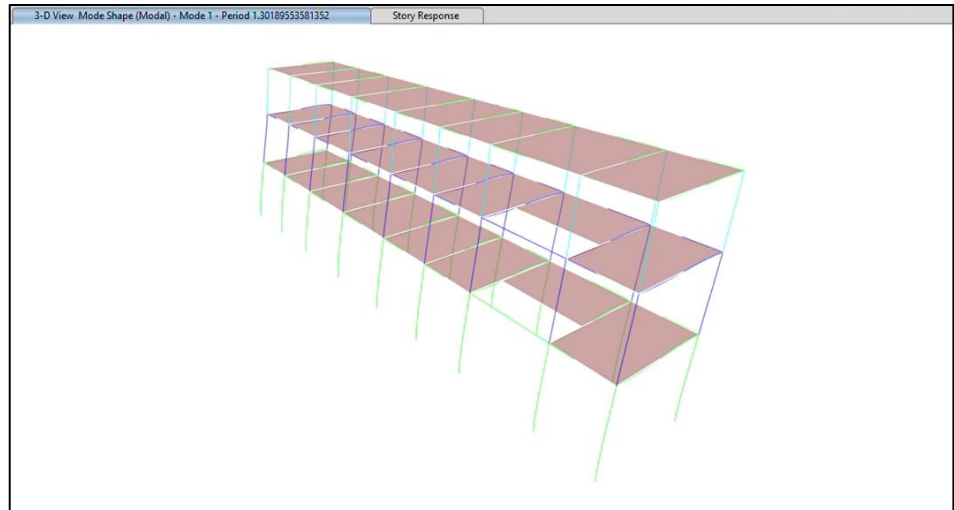 3-D View Mode Shape (Modal) - Mode 1 - Period 1.30189553581352
Story Response